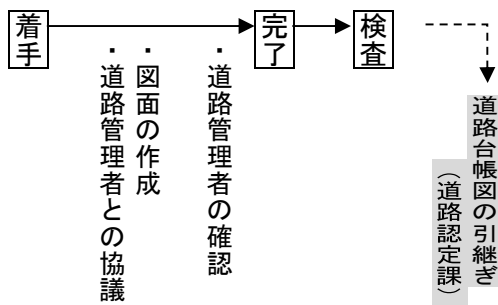 着手
完了
検査
・道路管理者との協議
・図面の作成
・道路管理者の確認
道路台帳図の引継ぎ
（道路認定課）